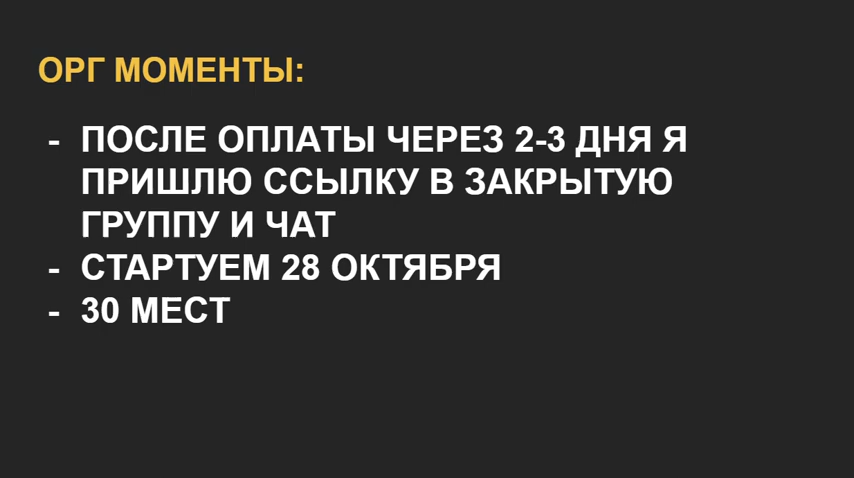 ОРГ МОМЕНТЫ:
- ПОСЛЕ ОПЛАТЫ ЧЕРЕЗ 2-3 ДНЯ Я
ПРИШЛЮ ССЫЛКУ В ЗАКРЫТУЮ
ГРУППУ И ЧАТ
- СТАРТУЕМ 28 ОКТЯБРЯ
- 30 МЕСТ